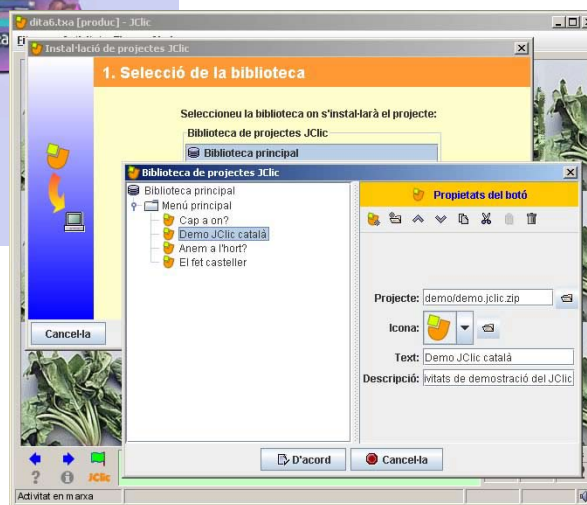 dita6.txa [produc] - JClic
Instal·lació de projectes JClic
1. Selecció de la biblioteca
Seleccioneu la biblioteca on s'instal·larà el projecte:
Biblioteca de projectes JClic
Biblioteca principal
Biblioteca de projectes JClic
Biblioteca principal
Menú principal
Cap a on?
Demo JClic català
Anem a l'hort?
El fet casteller
Propietats del botó
Projecte: demo/demo.jclic.zip
Icona:
Text: Demo JClic català
Descripció: ivitats de demostració del JClic
Cancel·la
D'acord
Cancel·la
JClic
Activitat en marxa